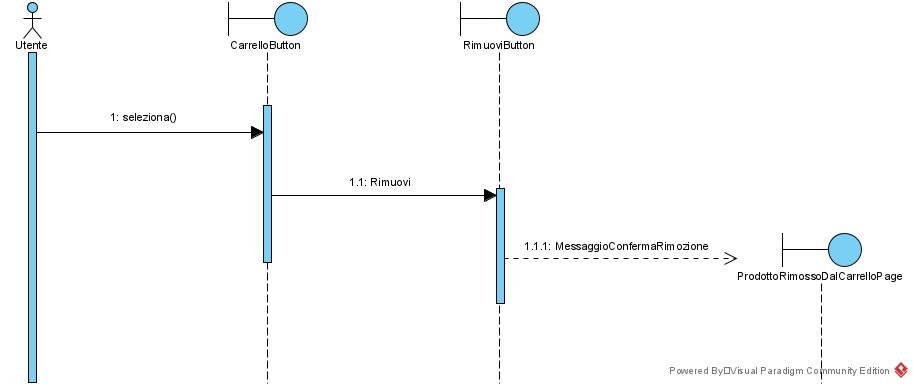 Utente
CarrelloButton
RimuoviButton
1: seleziona()
1.1: Rimuovi
1.1.1: MessaggioConfermaRimozione
ProdottoRimossoDalCarrelloPage
Powered By Visual Paradigm Community Edition